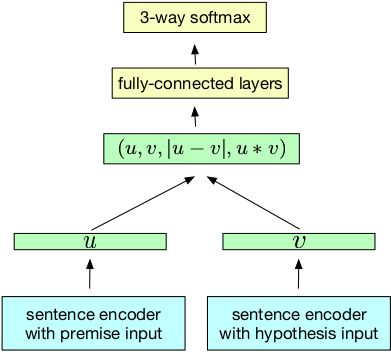 3-way softmax
fully-connected layers
(u, v, |u − v|, u ∗ v)
u
v
sentence encoder
with premise input
sentence encoder
with hypothesis input